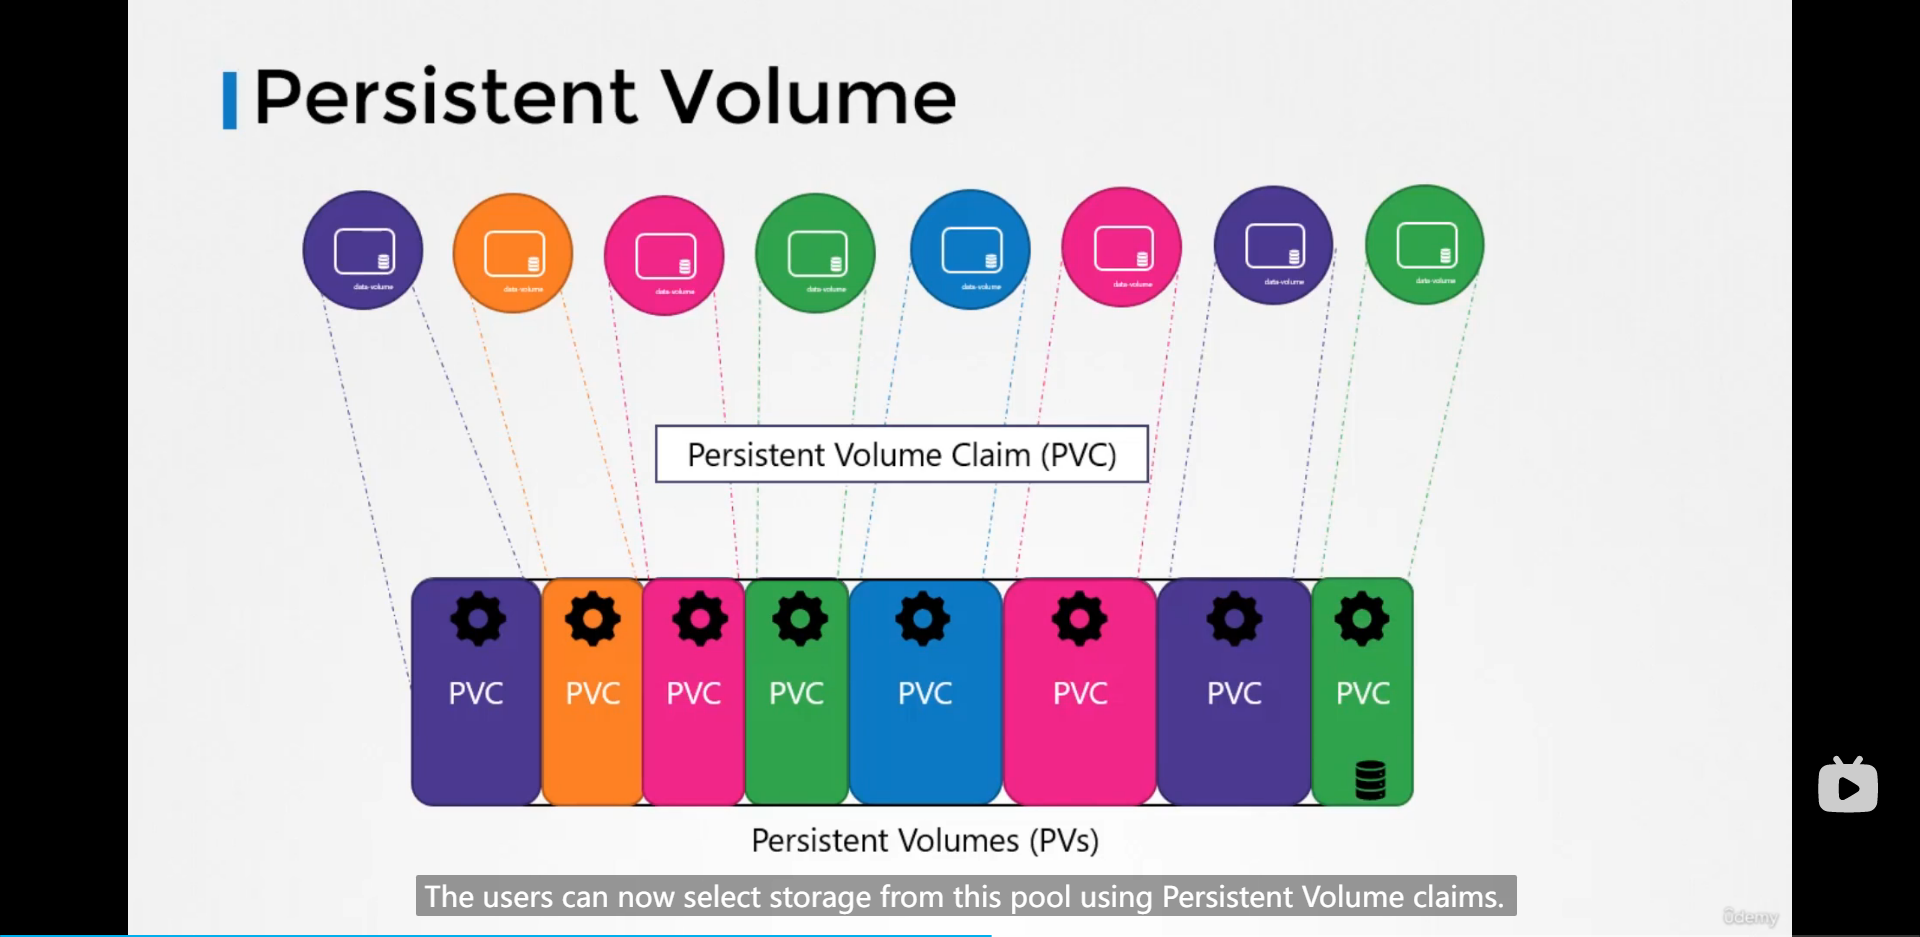 Persistent Volume
data-volume data-volume data-volume data-volume data-volume data-volume data-volume data-volume
Persistent Volume Claim (PVC)
PVC PVC PVC PVC PVC PVC PVC PVC
Persistent Volumes (PVs)
The users can now select storage from this pool using Persistent Volume claims.
ûdemy